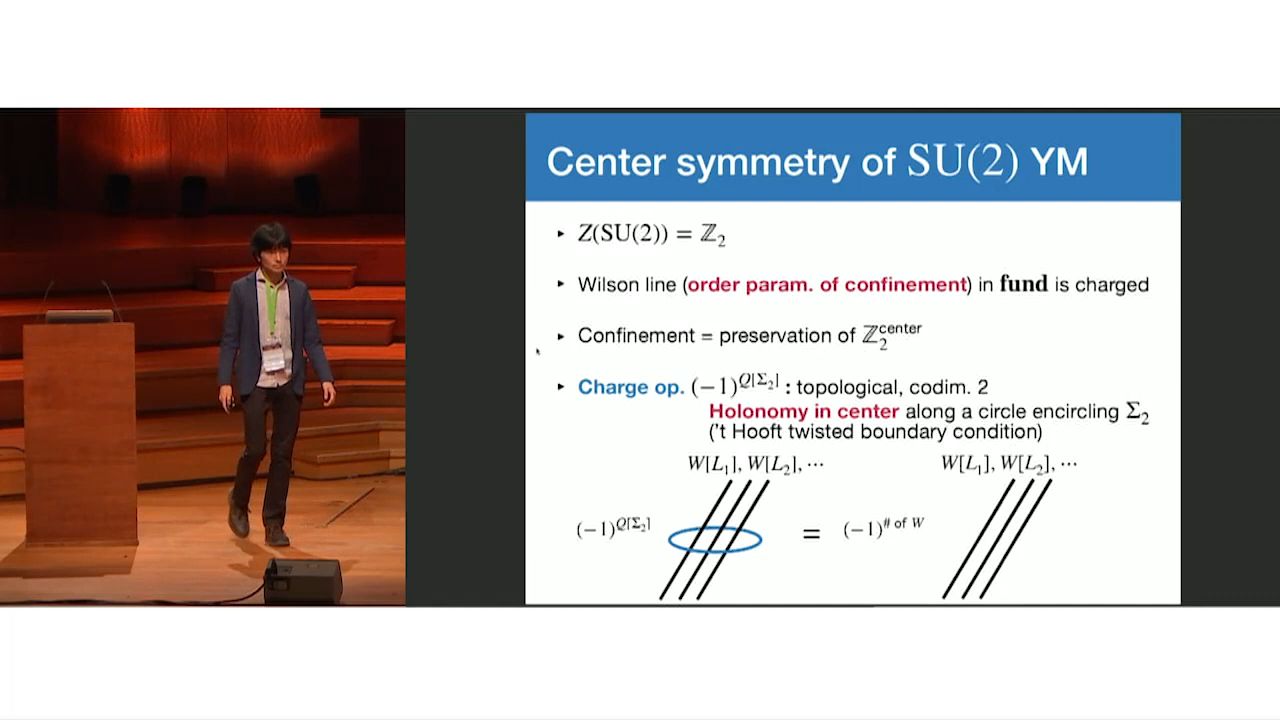 Center symmetry of SU(2) YM
‣ Z(SU(2)) = ℤ₂
‣ Wilson line (order param. of confinement) in fund is charged
‣ Confinement = preservation of ℤ₂^center
‣ Charge op. (−1)^Q[Σ₂] : topological, codim. 2
Holonomy in center along a circle encircling Σ₂
('t Hooft twisted boundary condition)
W[L₁], W[L₂], ⋯ W[L₁], W[L₂], ⋯
(−1)^Q[Σ₂] = (−1)^# of W